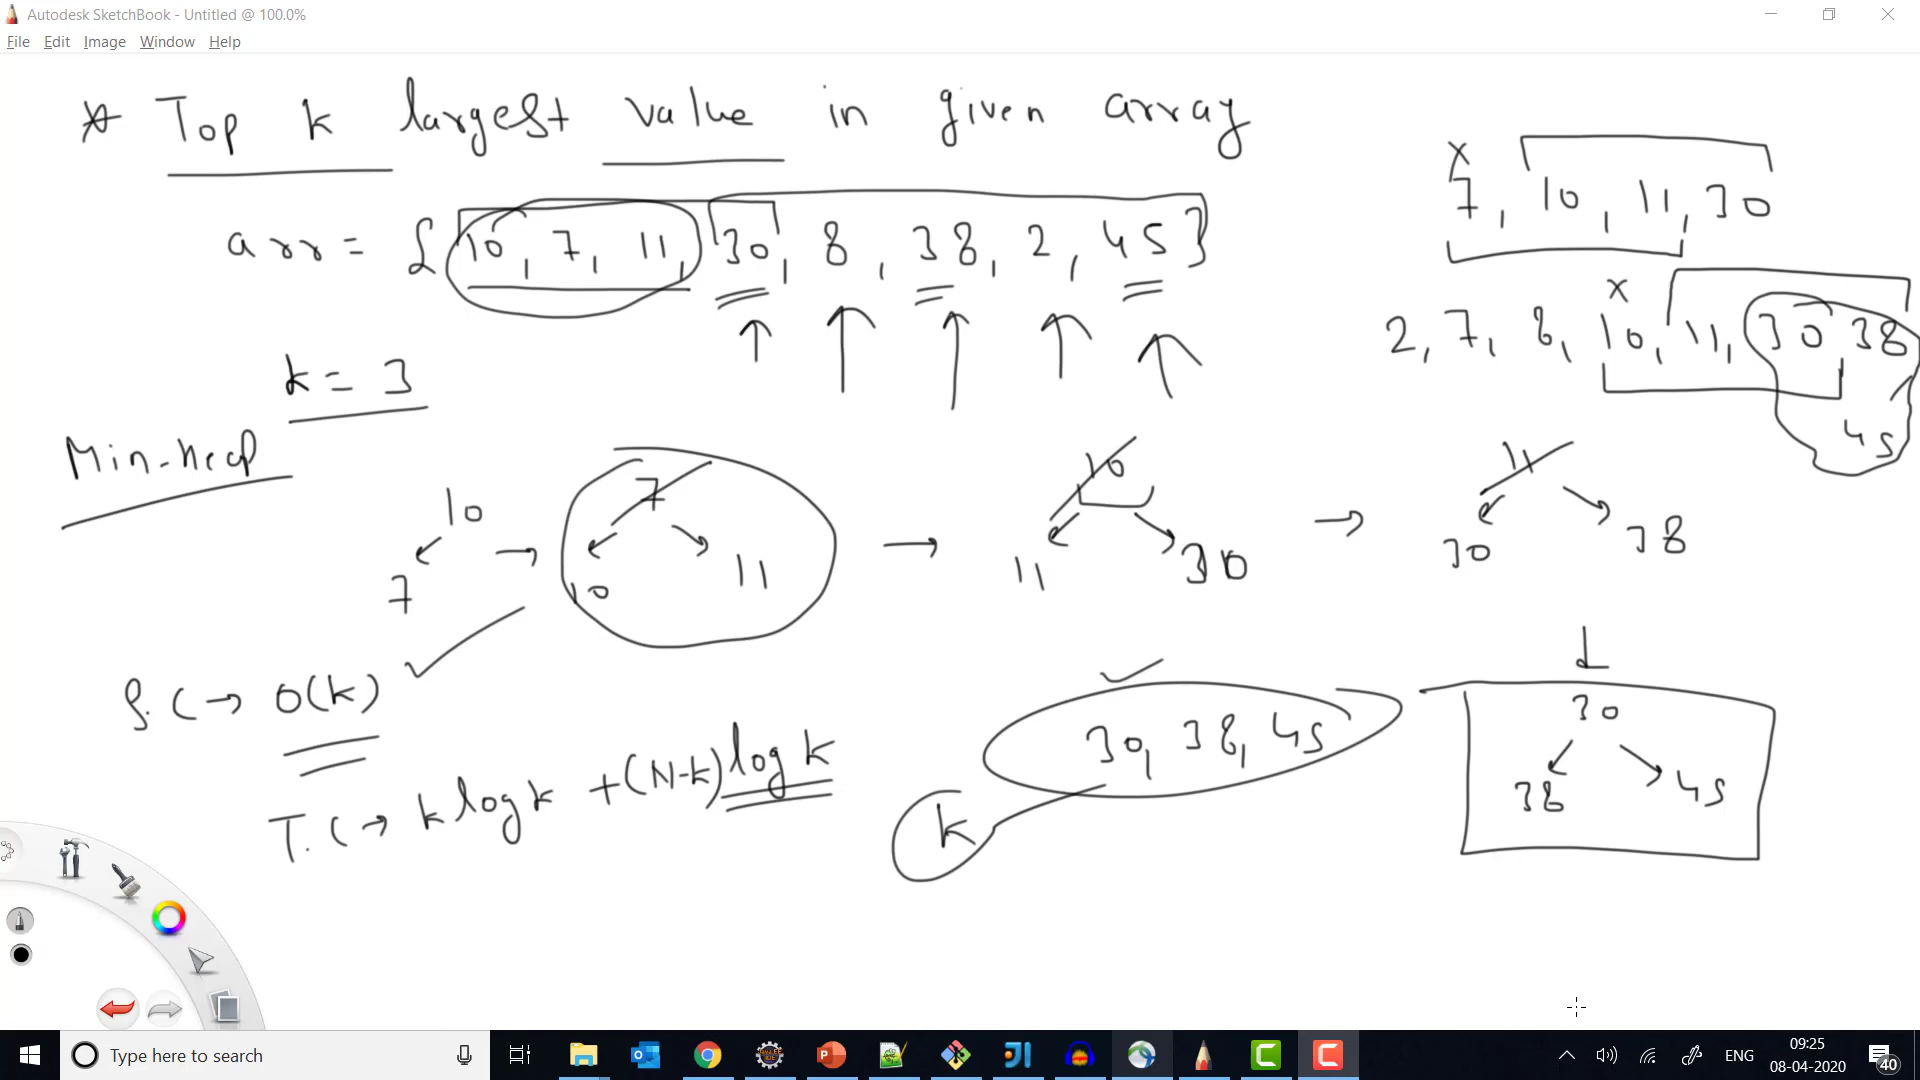 Autodesk SketchBook - Untitled @ 100.0%
File Edit Image Window Help
* Top k largest value in given array
arr = { 10, 7, 11, 30, 8, 38, 2, 45 }
x
7, 10, 11, 30
k = 3
x
2, 7, 8, 10, 11, 30, 38
45
Min-heap
10
7
7
10 11
→
10
11 30
→
11
30 38
S.C → O(k)
T.C → k log k + (N-k) log k
30, 38, 45
k
30
38 45
Type here to search
ENG
09:25
08-04-2020
40